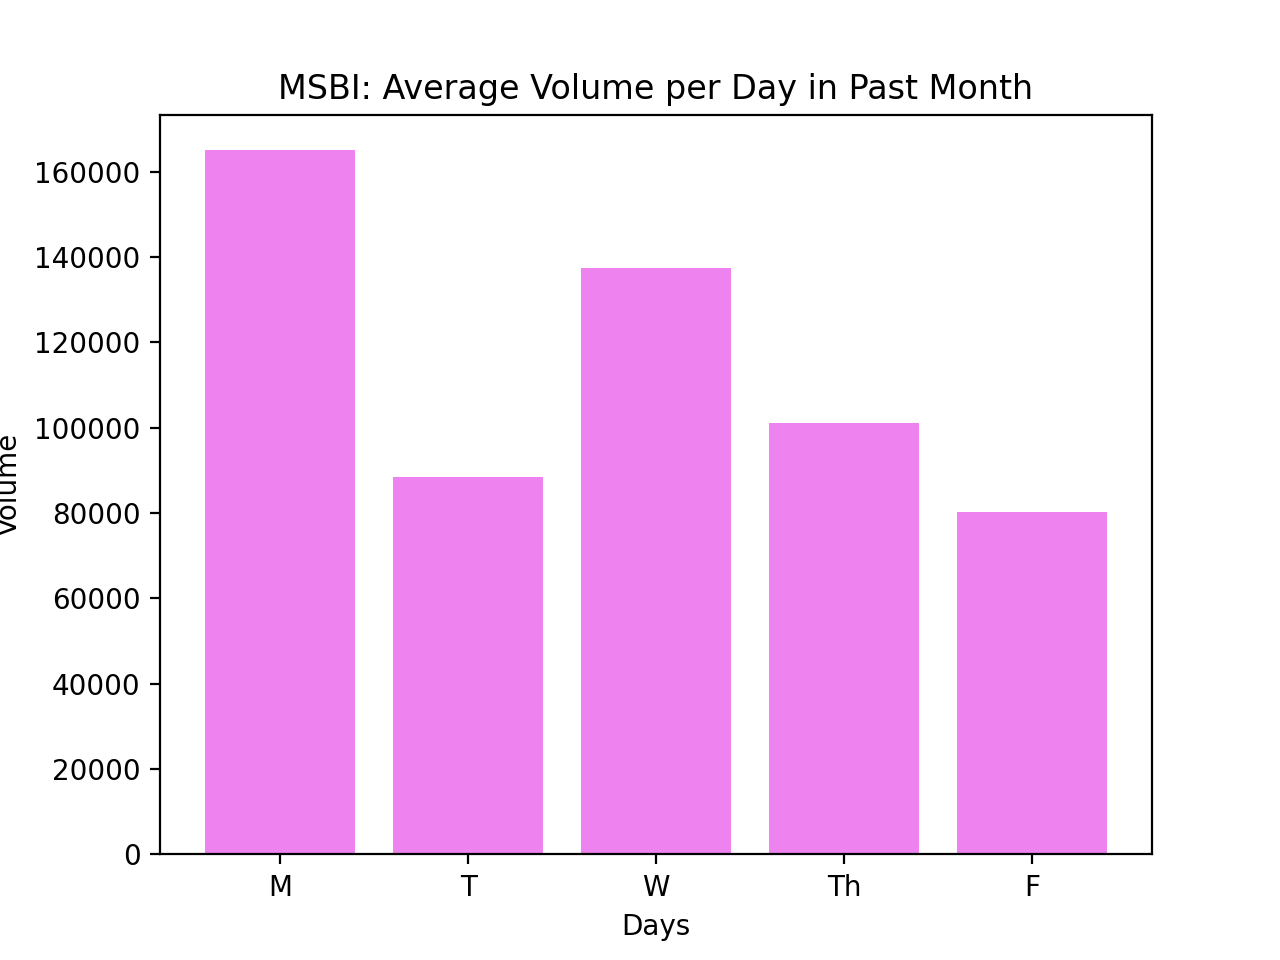 MSBI: Average Volume per Day in Past Month
160000
140000
120000
100000
80000
60000
40000
20000
0
Volume
M T W Th F
Days